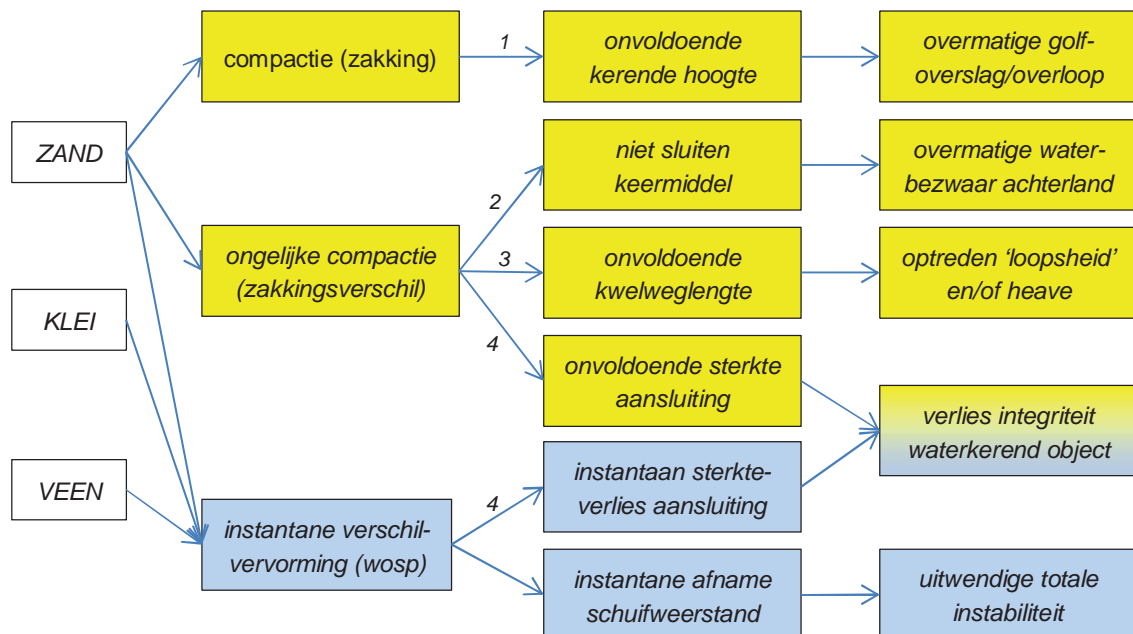 ZAND
KLEI
VEEN
compactie (zakking)
ongelijke compactie
(zakkingsverschil)
instantane verschil-
vervorming (wosp)
1
2
3
4
4
onvoldoende
kerende hoogte
niet sluiten
keermiddel
onvoldoende
kwelweglengte
onvoldoende sterkte
aansluiting
instantaan sterkte-
verlies aansluiting
instantane afname
schuifweerstand
overmatige golf-
overslag/overloop
overmatige water-
bezwaar achterland
optreden ‘loopsheid’
en/of heave
verlies integriteit
waterkerend object
uitwendige totale
instabiliteit